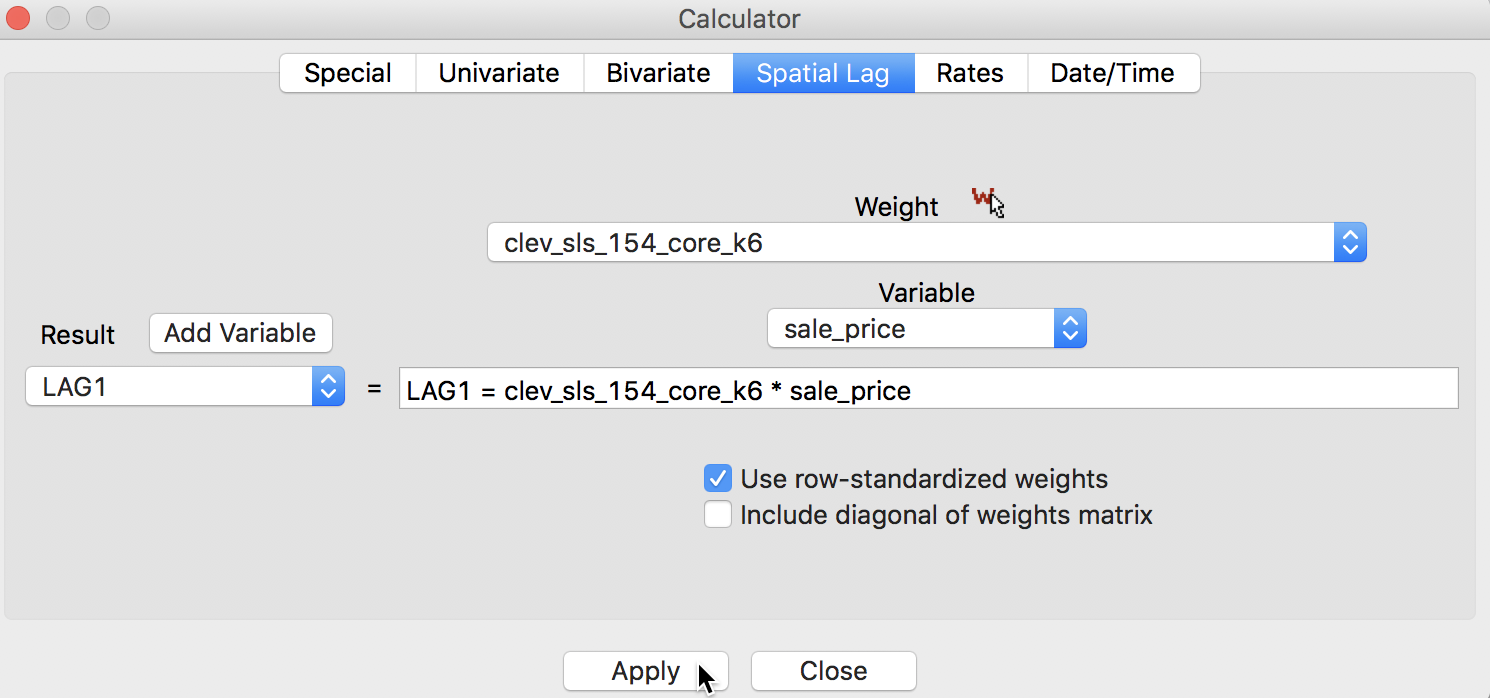 Calculator
Special Univariate Bivariate Spatial Lag Rates Date/Time
Weight W
clev_sls_154_core_k6
Variable
sale_price
Result Add Variable
LAG1 = LAG1 = clev_sls_154_core_k6 * sale_price
Use row-standardized weights
Include diagonal of weights matrix
Apply Close